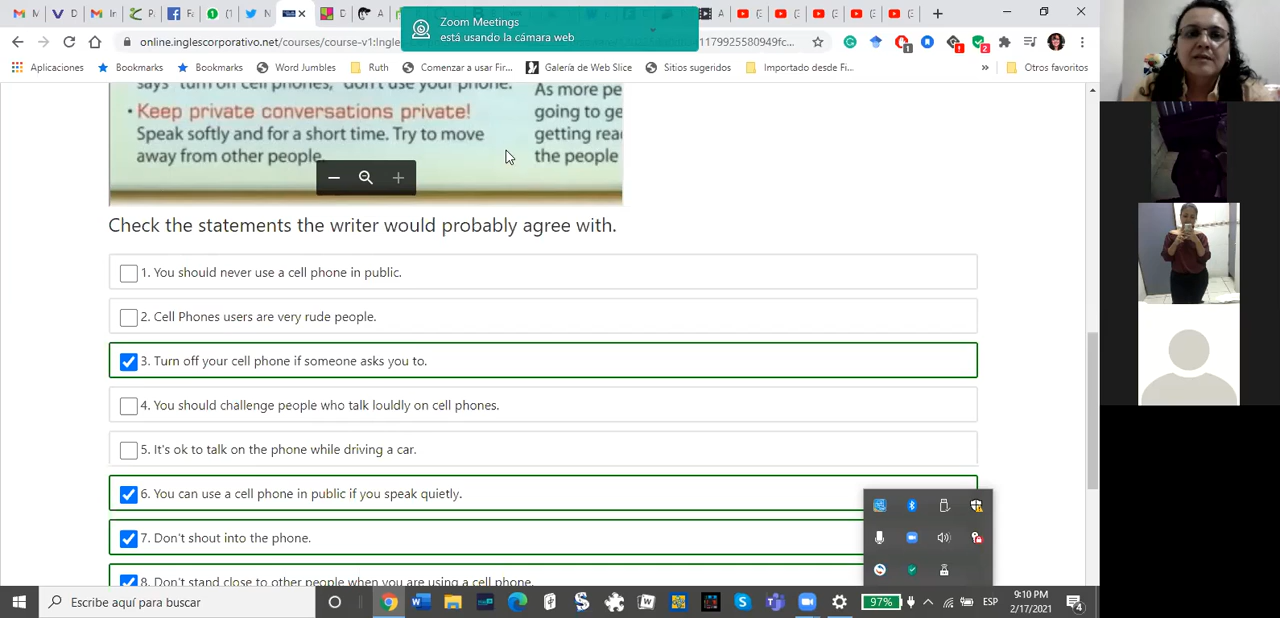 Zoom Meetings
está usando la cámara web
online.inglescorporativo.net/courses/course-v1:Ingle
1179925580949fc...
Aplicaciones
Bookmarks
Bookmarks
Word Jumbles
Ruth
Comenzar a usar Fir...
Galería de Web Slice
Sitios sugeridos
Importado desde Fi...
»
Otros favoritos
says "turn off cell phones," don't use your phone.
• Keep private conversations private!
Speak softly and for a short time. Try to move
away from other people.
As more pe
going to ge
getting rea
the people
Check the statements the writer would probably agree with.
1. You should never use a cell phone in public.
2. Cell Phones users are very rude people.
3. Turn off your cell phone if someone asks you to.
4. You should challenge people who talk louldly on cell phones.
5. It's ok to talk on the phone while driving a car.
6. You can use a cell phone in public if you speak quietly.
7. Don't shout into the phone.
8. Don't stand close to other people when you are using a cell phone.
Escribe aquí para buscar
97%
ESP
9:10 PM
2/17/2021
4